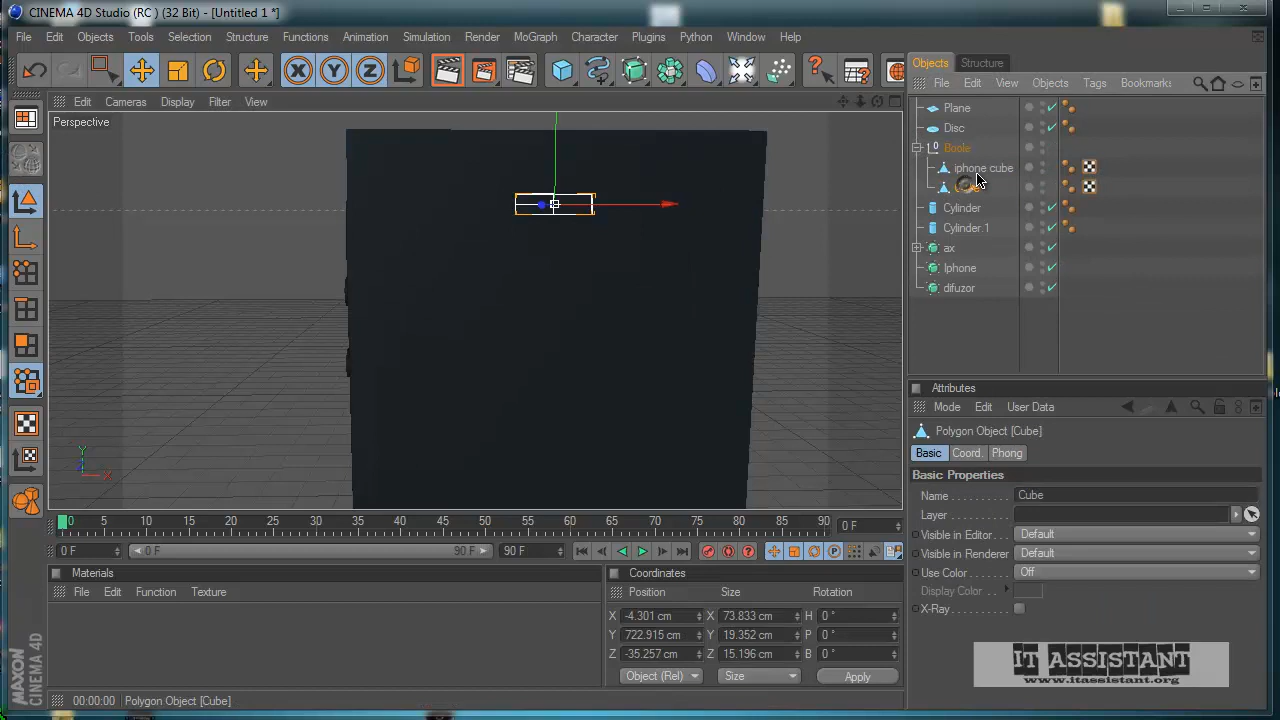 CINEMA 4D Studio (RC ) (32 Bit) - [Untitled 1 *]
File Edit Objects Tools Selection Structure Functions Animation Simulation Render MoGraph Character Plugins Python Window Help
X Y Z
Objects Structure
File Edit View Objects Tags Bookmarks
Edit Cameras Display Filter View
Perspective
Plane
Disc
Boole
iphone cube
Cylinder
Cylinder.1
ax
Iphone
difuzor
Y
X
Attributes
Mode Edit User Data
Polygon Object [Cube]
Basic Coord. Phong
Basic Properties
Name Cube
Layer
Visible in Editor Default
Visible in Renderer Default
Use Color Off
Display Color
X-Ray
0 5 10 15 20 25 30 35 40 45 50 55 60 65 70 75 80 85 90 0 F
0 F 0 F 90 F 90 F
Materials
File Edit Function Texture
Coordinates
Position Size Rotation
X -4.301 cm X 73.833 cm H 0 °
Y 722.915 cm Y 19.352 cm P 0 °
Z -35.257 cm Z 15.196 cm B 0 °
Object (Rel) Size Apply
MAXON
CINEMA 4D
00:00:00 Polygon Object [Cube]
IT ASSISTANT
www.itassistant.org